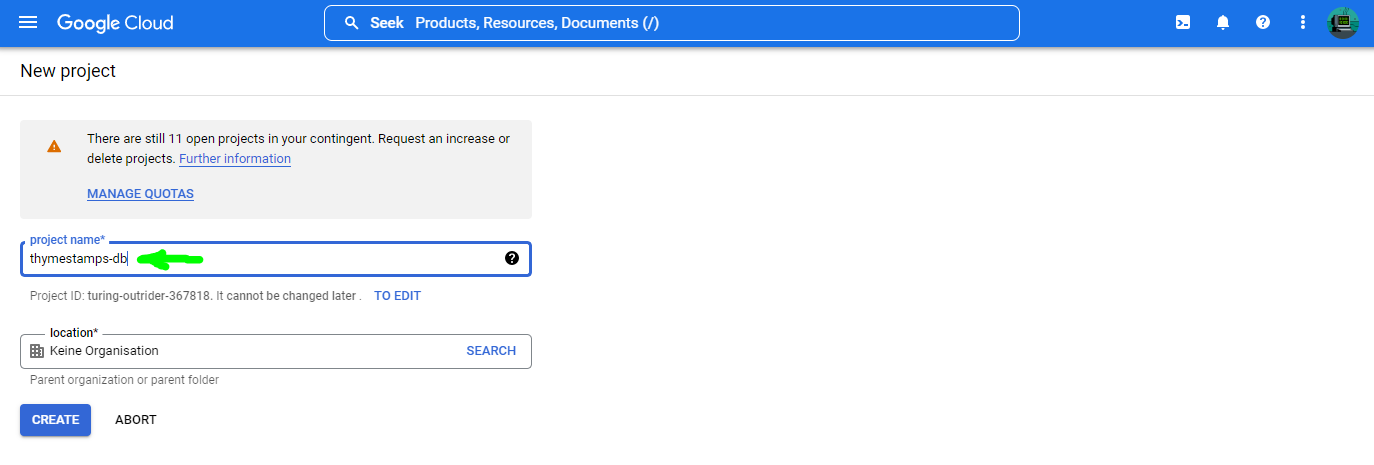 Google Cloud
Seek Products, Resources, Documents (/)
New project
There are still 11 open projects in your contingent. Request an increase or
delete projects. Further information
MANAGE QUOTAS
project name*
thymestamps-db
Project ID: turing-outrider-367818. It cannot be changed later . TO EDIT
location*
Keine Organisation SEARCH
Parent organization or parent folder
CREATE ABORT